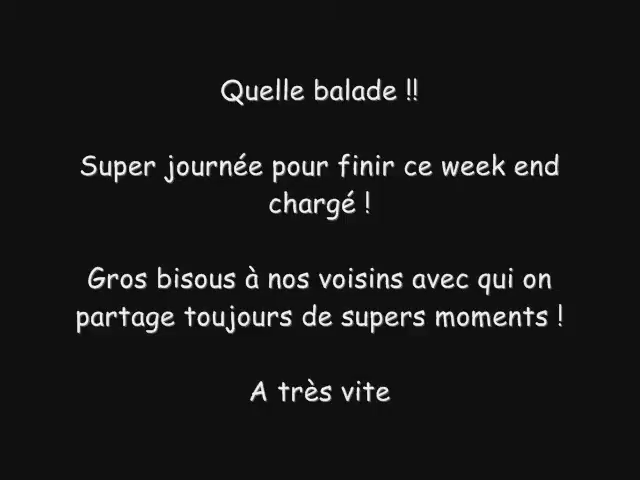 Quelle balade !!
Super journée pour finir ce week end
chargé !
Gros bisous à nos voisins avec qui on
partage toujours de supers moments !
A très vite